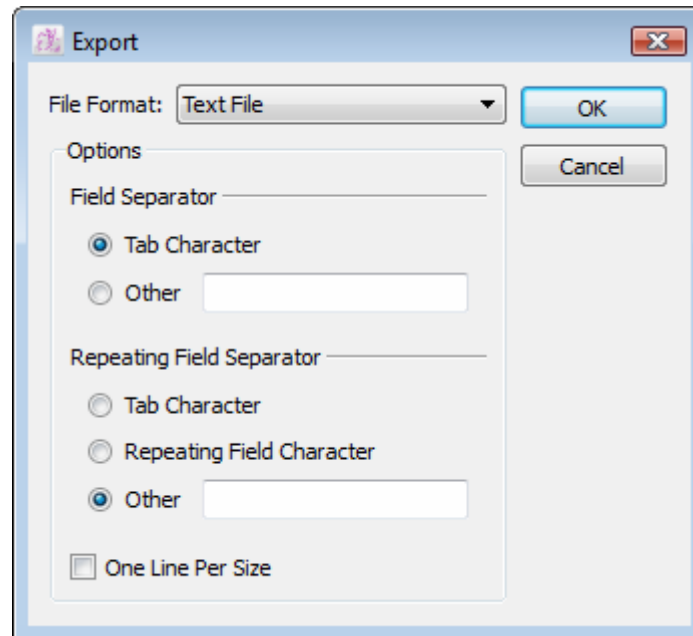 Export
File Format: Text File
OK
Cancel
Options
Field Separator
Tab Character
Other
Repeating Field Separator
Tab Character
Repeating Field Character
Other
One Line Per Size